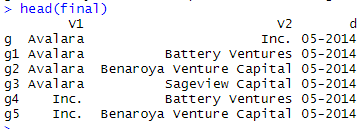 > head(final)
V1 V2 d
g Avalara Inc. 05-2014
g1 Avalara Battery Ventures 05-2014
g2 Avalara Benaroya Venture Capital 05-2014
g3 Avalara Sageview Capital 05-2014
g4 Inc. Battery Ventures 05-2014
g5 Inc. Benaroya Venture Capital 05-2014
>